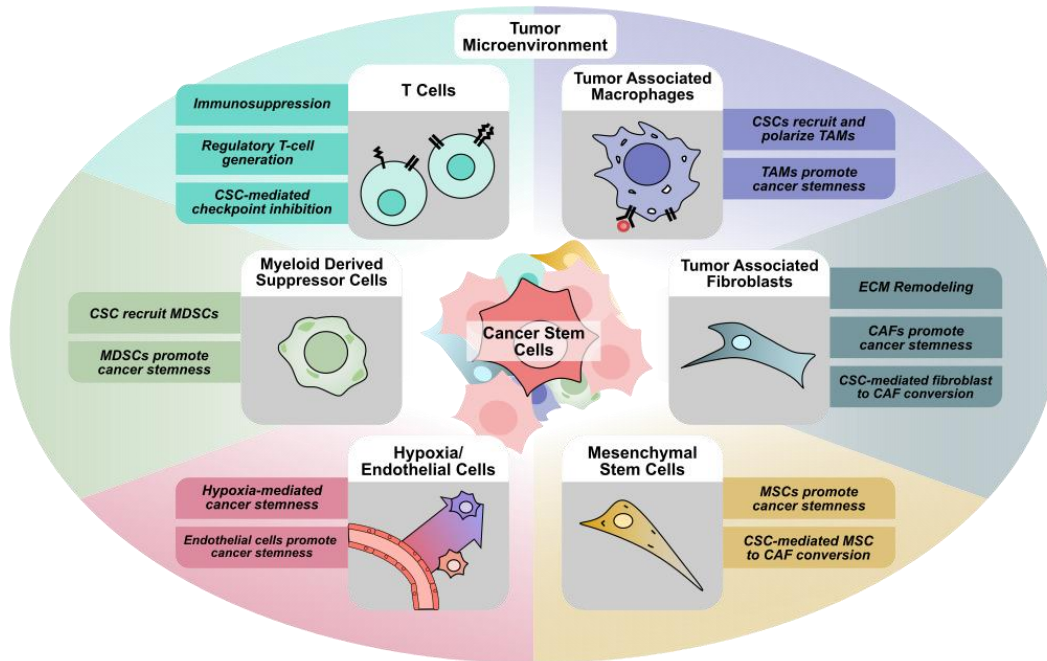 Tumor
Microenvironment
T Cells
Immunosuppression
Regulatory T-cell
generation
CSC-mediated
checkpoint inhibition
Tumor Associated
Macrophages
CSCs recruit and
polarize TAMs
TAMs promote
cancer stemness
Myeloid Derived
Suppressor Cells
CSC recruit MDSCs
MDSCs promote
cancer stemness
Cancer Stem
Cells
Tumor Associated
Fibroblasts
ECM Remodeling
CAFs promote
cancer stemness
CSC-mediated fibroblast
to CAF conversion
Hypoxia/
Endothelial Cells
Hypoxia-mediated
cancer stemness
Endothelial cells promote
cancer stemness
Mesenchymal
Stem Cells
MSCs promote
cancer stemness
CSC-mediated MSC
to CAF conversion